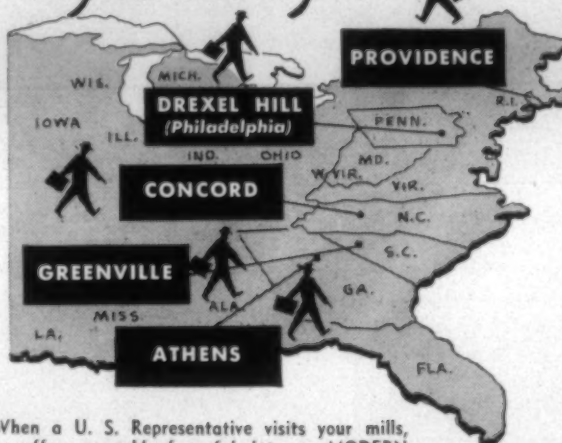 PROVIDENCE
MICH.
WIS.
R.I.
DREXEL HILL
(Philadelphia)
PENN.
IOWA
ILL.
IND.
OHIO
MD.
W. VIR.
VIR.
CONCORD
N.C.
S.C.
GREENVILLE
GA.
ALA.
MISS.
LA.
ATHENS
FLA.
When a U. S. Representative visits your mills,